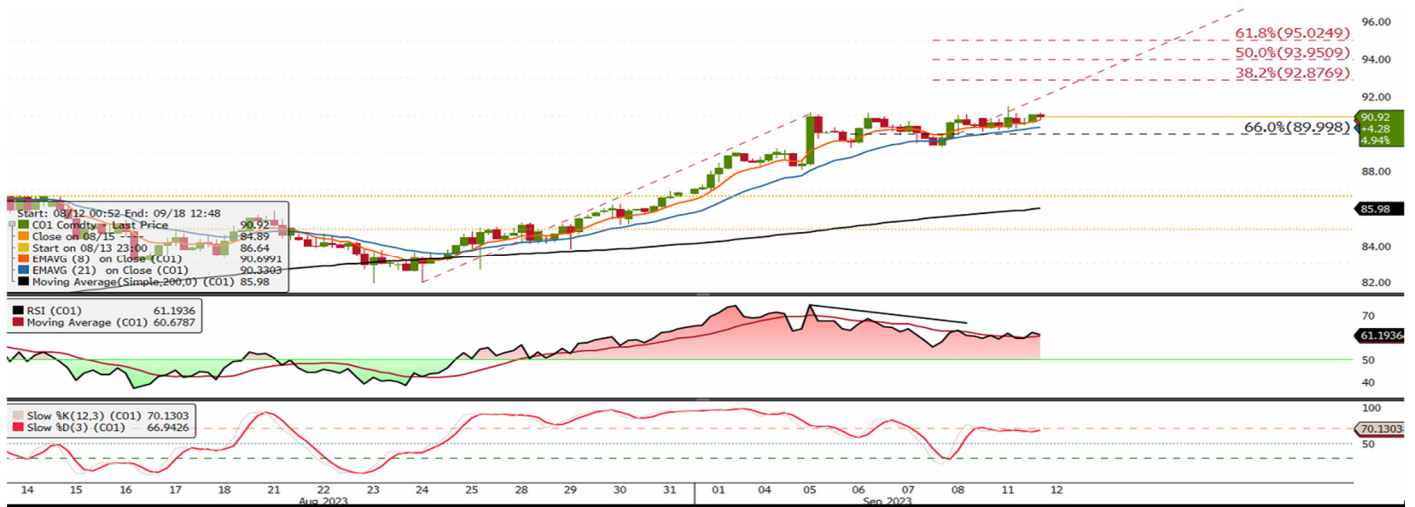 96.00
61.8%(95.0249)
94.00
50.0%(93.9509)
38.2%(92.8769)
92.00
90.92
+4.28
4.94%
66.0%(89.998)
88.00
85.98
84.00
82.00
Start: 08/12 00:52 End: 09/18 12:48
CO1 Comdty - Last Price 90.92
Close on 08/15 ---- 84.89
Start on 08/13 23:00 86.64
EMAVG (8) on Close (CO1) 90.6991
EMAVG (21) on Close (CO1) 90.3303
Moving Average(Simple,200,0) (CO1) 85.98
RSI (CO1) 61.1936
Moving Average (CO1) 60.6787
70
61.1936
50
40
Slow %K(12,3) (CO1) 70.1303
Slow %D(3) (CO1) 66.9426
100
70.1303
50
14 15 16 17 18 21 22 23 24 25 28 29 30 31 01 04 05 06 07 08 11 12
Aug 2023 Sep 2023